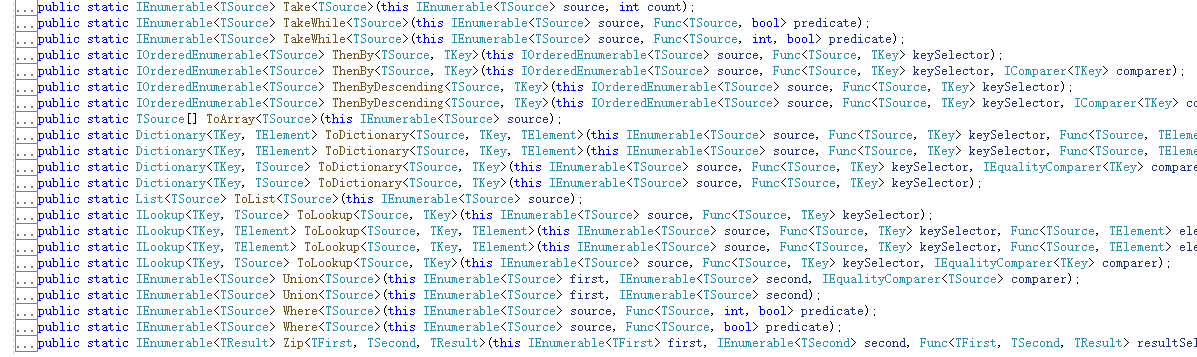 ...public static IEnumerable<TSource> Take<TSource>(this IEnumerable<TSource> source, int count);
...public static IEnumerable<TSource> TakeWhile<TSource>(this IEnumerable<TSource> source, Func<TSource, bool> predicate);
...public static IEnumerable<TSource> TakeWhile<TSource>(this IEnumerable<TSource> source, Func<TSource, int, bool> predicate);
...public static IOrderedEnumerable<TSource> ThenBy<TSource, TKey>(this IOrderedEnumerable<TSource> source, Func<TSource, TKey> keySelector);
...public static IOrderedEnumerable<TSource> ThenBy<TSource, TKey>(this IOrderedEnumerable<TSource> source, Func<TSource, TKey> keySelector, IComparer<TKey> comparer);
...public static IOrderedEnumerable<TSource> ThenByDescending<TSource, TKey>(this IOrderedEnumerable<TSource> source, Func<TSource, TKey> keySelector);
...public static IOrderedEnumerable<TSource> ThenByDescending<TSource, TKey>(this IOrderedEnumerable<TSource> source, Func<TSource, TKey> keySelector, IComparer<TKey> co
...public static TSource[] ToArray<TSource>(this IEnumerable<TSource> source);
...public static Dictionary<TKey, TElement> ToDictionary<TSource, TKey, TElement>(this IEnumerable<TSource> source, Func<TSource, TKey> keySelector, Func<TSource, TEleme
...public static Dictionary<TKey, TElement> ToDictionary<TSource, TKey, TElement>(this IEnumerable<TSource> source, Func<TSource, TKey> keySelector, Func<TSource, TEleme
...public static Dictionary<TKey, TSource> ToDictionary<TSource, TKey>(this IEnumerable<TSource> source, Func<TSource, TKey> keySelector, IEqualityComparer<TKey> compare
...public static Dictionary<TKey, TSource> ToDictionary<TSource, TKey>(this IEnumerable<TSource> source, Func<TSource, TKey> keySelector);
...public static List<TSource> ToList<TSource>(this IEnumerable<TSource> source);
...public static ILookup<TKey, TSource> ToLookup<TSource, TKey>(this IEnumerable<TSource> source, Func<TSource, TKey> keySelector);
...public static ILookup<TKey, TElement> ToLookup<TSource, TKey, TElement>(this IEnumerable<TSource> source, Func<TSource, TKey> keySelector, Func<TSource, TElement> ele
...public static ILookup<TKey, TElement> ToLookup<TSource, TKey, TElement>(this IEnumerable<TSource> source, Func<TSource, TKey> keySelector, Func<TSource, TElement> ele
...public static ILookup<TKey, TSource> ToLookup<TSource, TKey>(this IEnumerable<TSource> source, Func<TSource, TKey> keySelector, IEqualityComparer<TKey> comparer);
...public static IEnumerable<TSource> Union<TSource>(this IEnumerable<TSource> first, IEnumerable<TSource> second, IEqualityComparer<TSource> comparer);
...public static IEnumerable<TSource> Union<TSource>(this IEnumerable<TSource> first, IEnumerable<TSource> second);
...public static IEnumerable<TSource> Where<TSource>(this IEnumerable<TSource> source, Func<TSource, int, bool> predicate);
...public static IEnumerable<TSource> Where<TSource>(this IEnumerable<TSource> source, Func<TSource, bool> predicate);
...public static IEnumerable<TResult> Zip<TFirst, TSecond, TResult>(this IEnumerable<TFirst> first, IEnumerable<TSecond> second, Func<TFirst, TSecond, TResult> resultSel